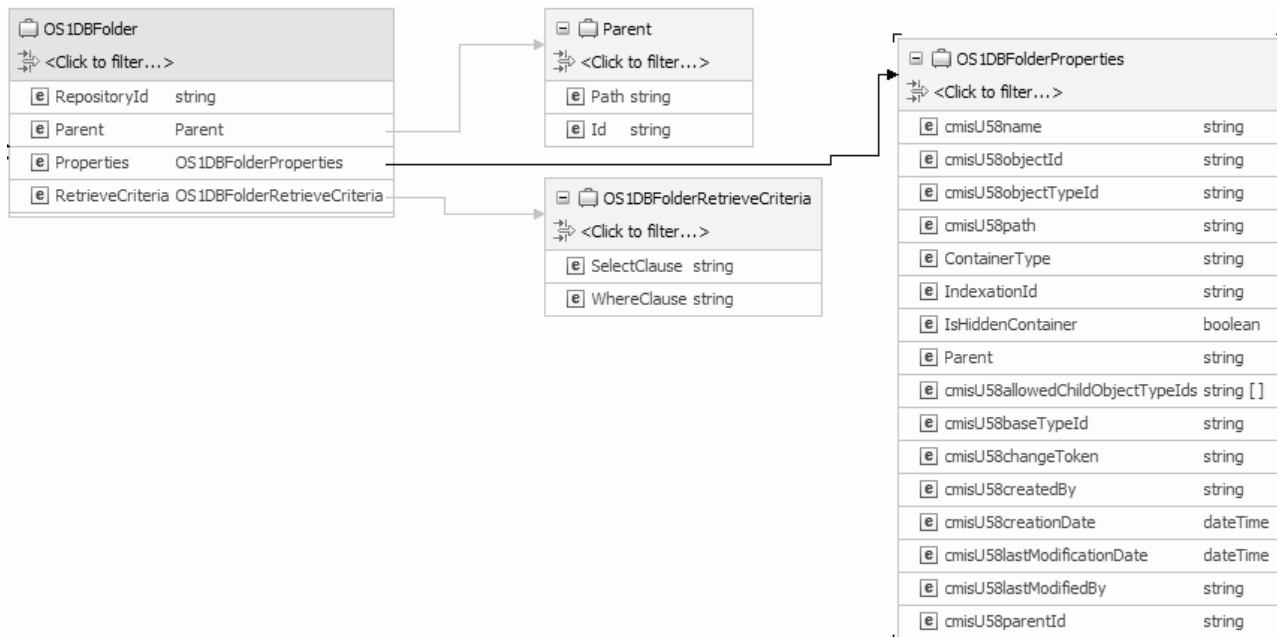 OS1DBFolder
<Click to filter...>
e RepositoryId string
e Parent Parent
e Properties OS1DBFolderProperties
e RetrieveCriteria OS1DBFolderRetrieveCriteria
Parent
<Click to filter...>
e Path string
e Id string
OS1DBFolderRetrieveCriteria
<Click to filter...>
e SelectClause string
e WhereClause string
OS1DBFolderProperties
<Click to filter...>
e cmisU58name string
e cmisU58objectId string
e cmisU58objectTypeId string
e cmisU58path string
e ContainerType string
e IndexationId string
e IsHiddenContainer boolean
e Parent string
e cmisU58allowedChildObjectTypeIds string []
e cmisU58baseTypeId string
e cmisU58changeToken string
e cmisU58createdBy string
e cmisU58creationDate dateTime
e cmisU58lastModificationDate dateTime
e cmisU58lastModifiedBy string
e cmisU58parentId string